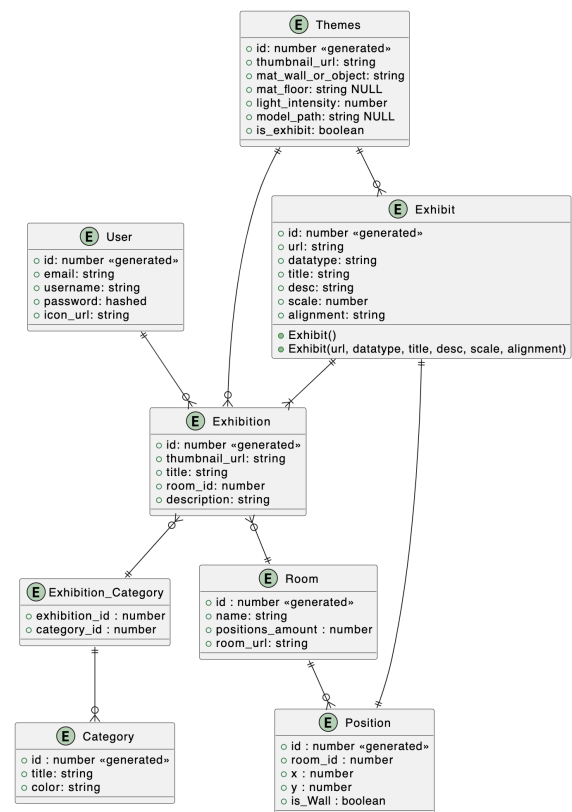 E Themes
id: number «generated»
thumbnail_url: string
mat_wall_or_object: string
mat_floor: string NULL
light_intensity: number
model_path: string NULL
is_exhibit: boolean
E Exhibit
id: number «generated»
url: string
datatype: string
title: string
desc: string
scale: number
alignment: string
Exhibit()
Exhibit(url, datatype, title, desc, scale, alignment)
E User
id: number «generated»
email: string
username: string
password: hashed
icon_url: string
E Exhibition
id: number «generated»
thumbnail_url: string
title: string
room_id: number
description: string
E Exhibition_Category
exhibition_id : number
category_id : number
E Room
id : number «generated»
name: string
positions_amount : number
room_url: string
E Category
id : number «generated»
title: string
color: string
E Position
id : number «generated»
room_id : number
x : number
y : number
is_Wall : boolean